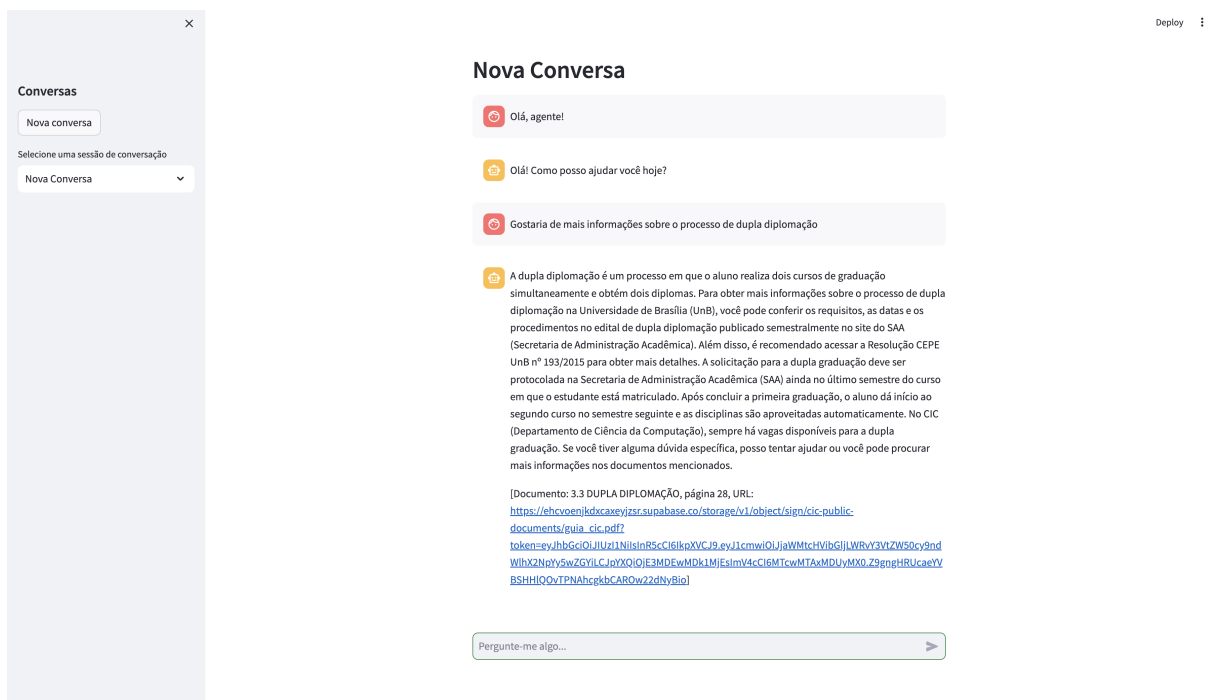 Deploy
Conversas
Nova conversa
Selecione uma sessão de conversação
Nova Conversa
Nova Conversa
Olá, agente!
Olá! Como posso ajudar você hoje?
Gostaria de mais informações sobre o processo de dupla diplomação
A dupla diplomação é um processo em que o aluno realiza dois cursos de graduação
simultaneamente e obtém dois diplomas. Para obter mais informações sobre o processo de dupla
diplomação na Universidade de Brasília (UnB), você pode conferir os requisitos, as datas e os
procedimentos no edital de dupla diplomação publicado semestralmente no site do SAA
(Secretaria de Administração Acadêmica). Além disso, é recomendado acessar a Resolução CEPE
UnB nº 193/2015 para obter mais detalhes. A solicitação para a dupla graduação deve ser
protocolada na Secretaria de Administração Acadêmica (SAA) ainda no último semestre do curso
em que o estudante está matriculado. Após concluir a primeira graduação, o aluno dá início ao
segundo curso no semestre seguinte e as disciplinas são aproveitadas automaticamente. No CIC
(Departamento de Ciência da Computação), sempre há vagas disponíveis para a dupla
graduação. Se você tiver alguma dúvida específica, posso tentar ajudar ou você pode procurar
mais informações nos documentos mencionados.
[Documento: 3.3 DUPLA DIPLOMAÇÃO, página 28, URL:
https://ehcvoenjkdxcaxeyjzsr.supabase.co/storage/v1/object/sign/cic-public-
documents/guia_cic.pdf?
token=eyJhbGciOiJIUzI1NiIsInR5cCI6IkpXVCJ9.eyJ1cmwiOiJjaWMtcHVibGljLWRvY3VtZW50cy9nd
WlhX2NpYy5wZGYiLCJpYXQiOjE3MDEwMDk1MjEsImV4cCI6MTcwMTAxMDUyMX0.Z9gngHRUcaeYV
BSHHlQOvTPNAhcgkbCAROw22dNyBio]
Pergunte-me algo...